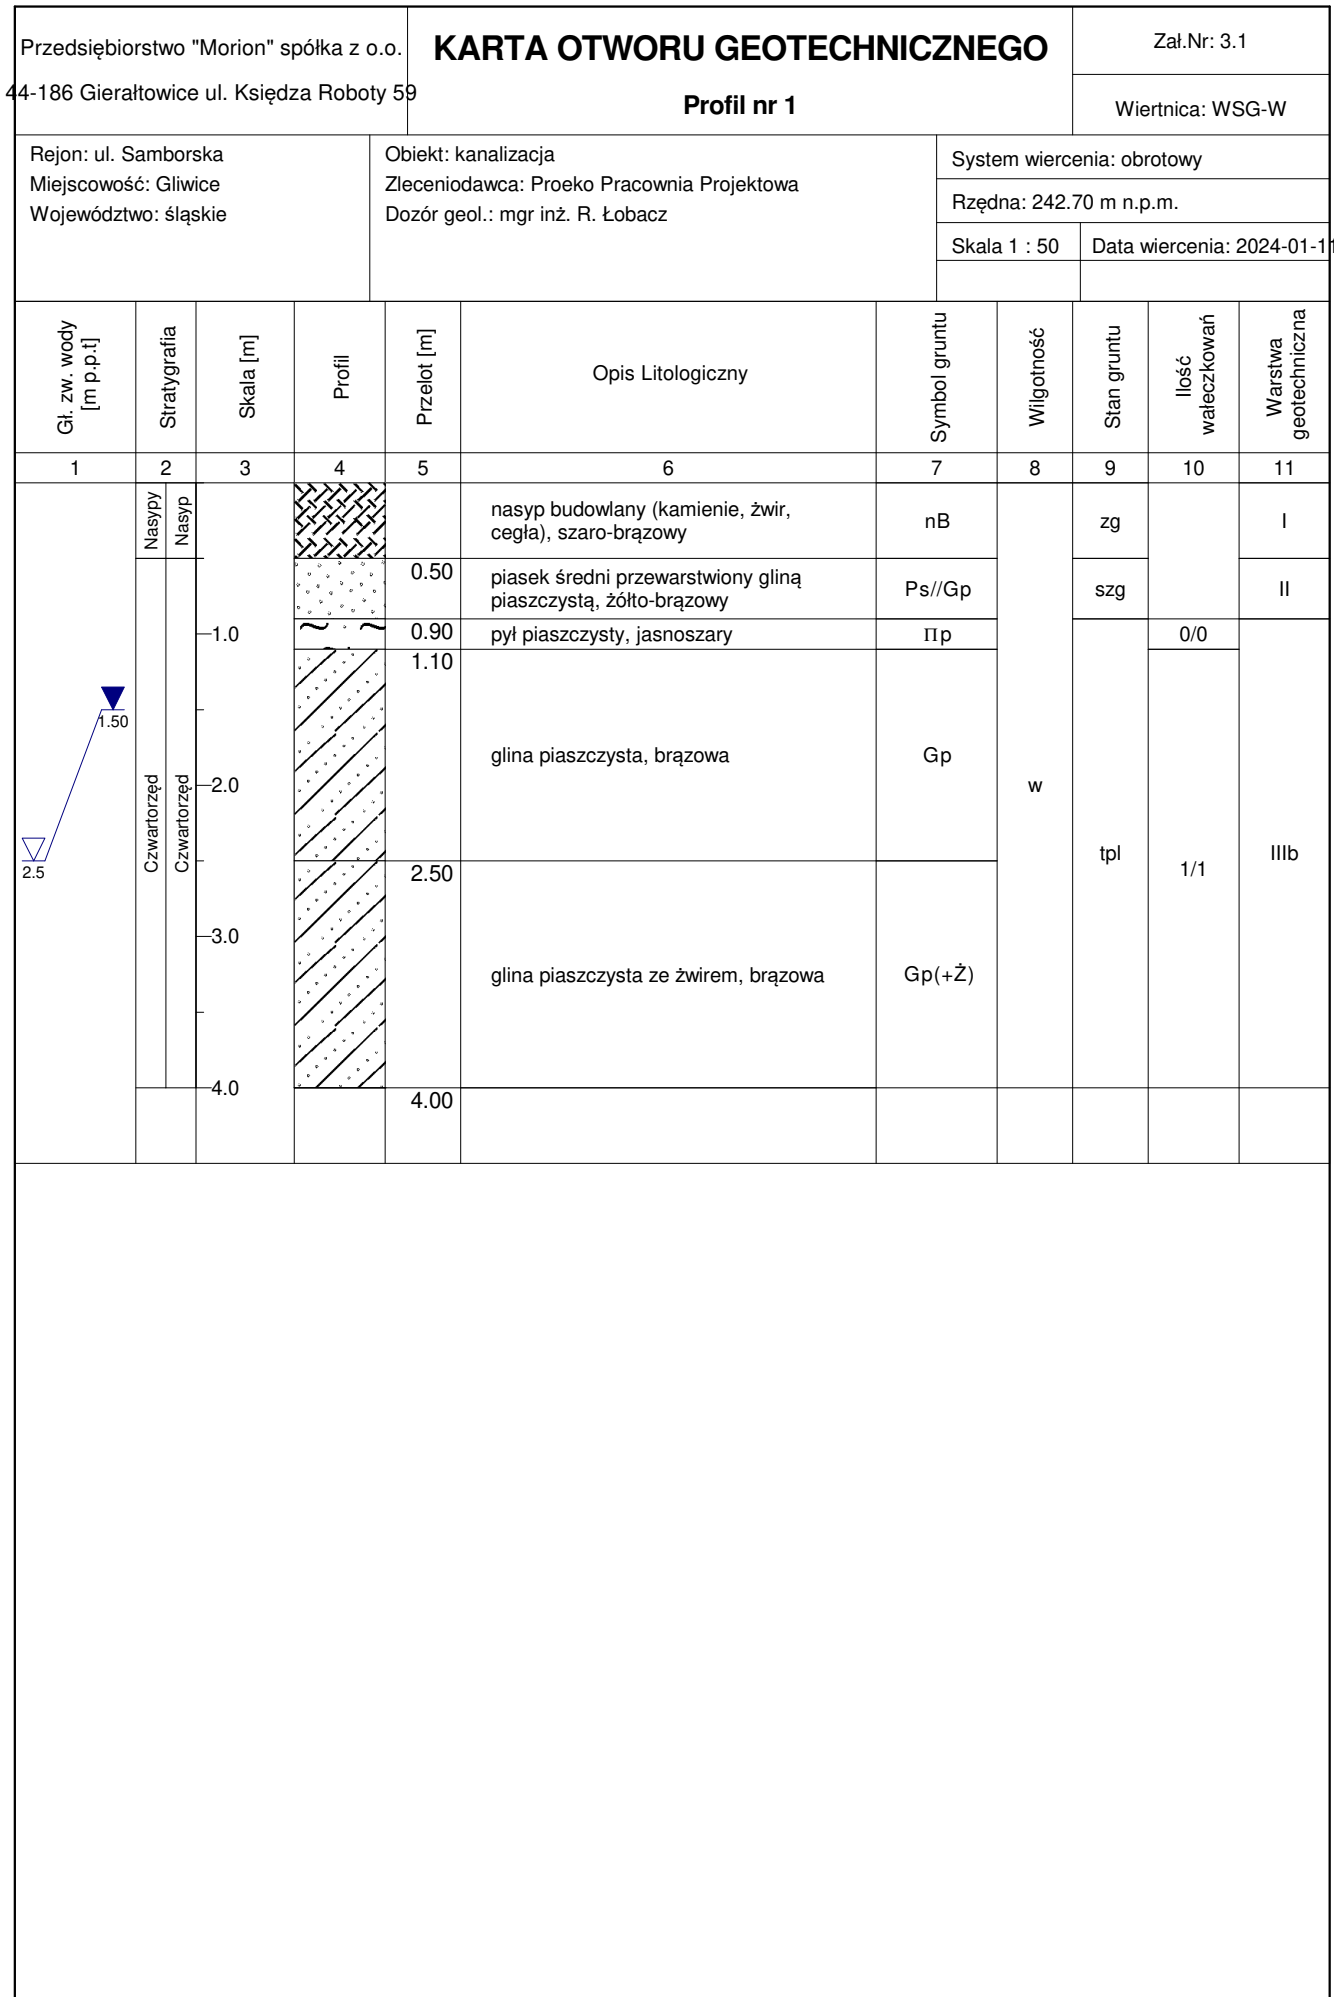 Przedsiębiorstwo "Morion" spółka z o.o.
44-186 Gierałtowice ul. Księdza Roboty 59
KARTA OTWORU GEOTECHNICZNEGO
Profil nr 1
Zał.Nr: 3.1
Wiertnica: WSG-W
Rejon: ul. Samborska
Miejscowość: Gliwice
Województwo: śląskie
Obiekt: kanalizacja
Zleceniodawca: Proeko Pracownia Projektowa
Dozór geol.: mgr inż. R. Łobacz
System wiercenia: obrotowy
Rzędna: 242.70 m n.p.m.
Skala 1 : 50
Data wiercenia: 2024-01-11
Gł. zw. wody
[m p.p.t]
Stratygrafia
Skala [m]
Profil
Przelot [m]
Opis Litologiczny
Symbol gruntu
Wilgotność
Stan gruntu
Ilość
wałeczkowań
Warstwa
geotechniczna
1 2 3 4 5 6 7 8 9 10 11
Nasypy
Nasyp
nasyp budowlany (kamienie, żwir,
cegła), szaro-brązowy
nB
zg
I
0.50
piasek średni przewarstwiony gliną
piaszczystą, żółto-brązowy
Ps//Gp
szg
II
1.0
0.90
pył piaszczysty, jasnoszary
Πp
0/0
1.10
1.50
glina piaszczysta, brązowa
Gp
Czwartorzęd
Czwartorzęd
2.0
w
2.5
2.50
tpl
1/1
IIIb
3.0
glina piaszczysta ze żwirem, brązowa
Gp(+Ż)
4.0
4.00